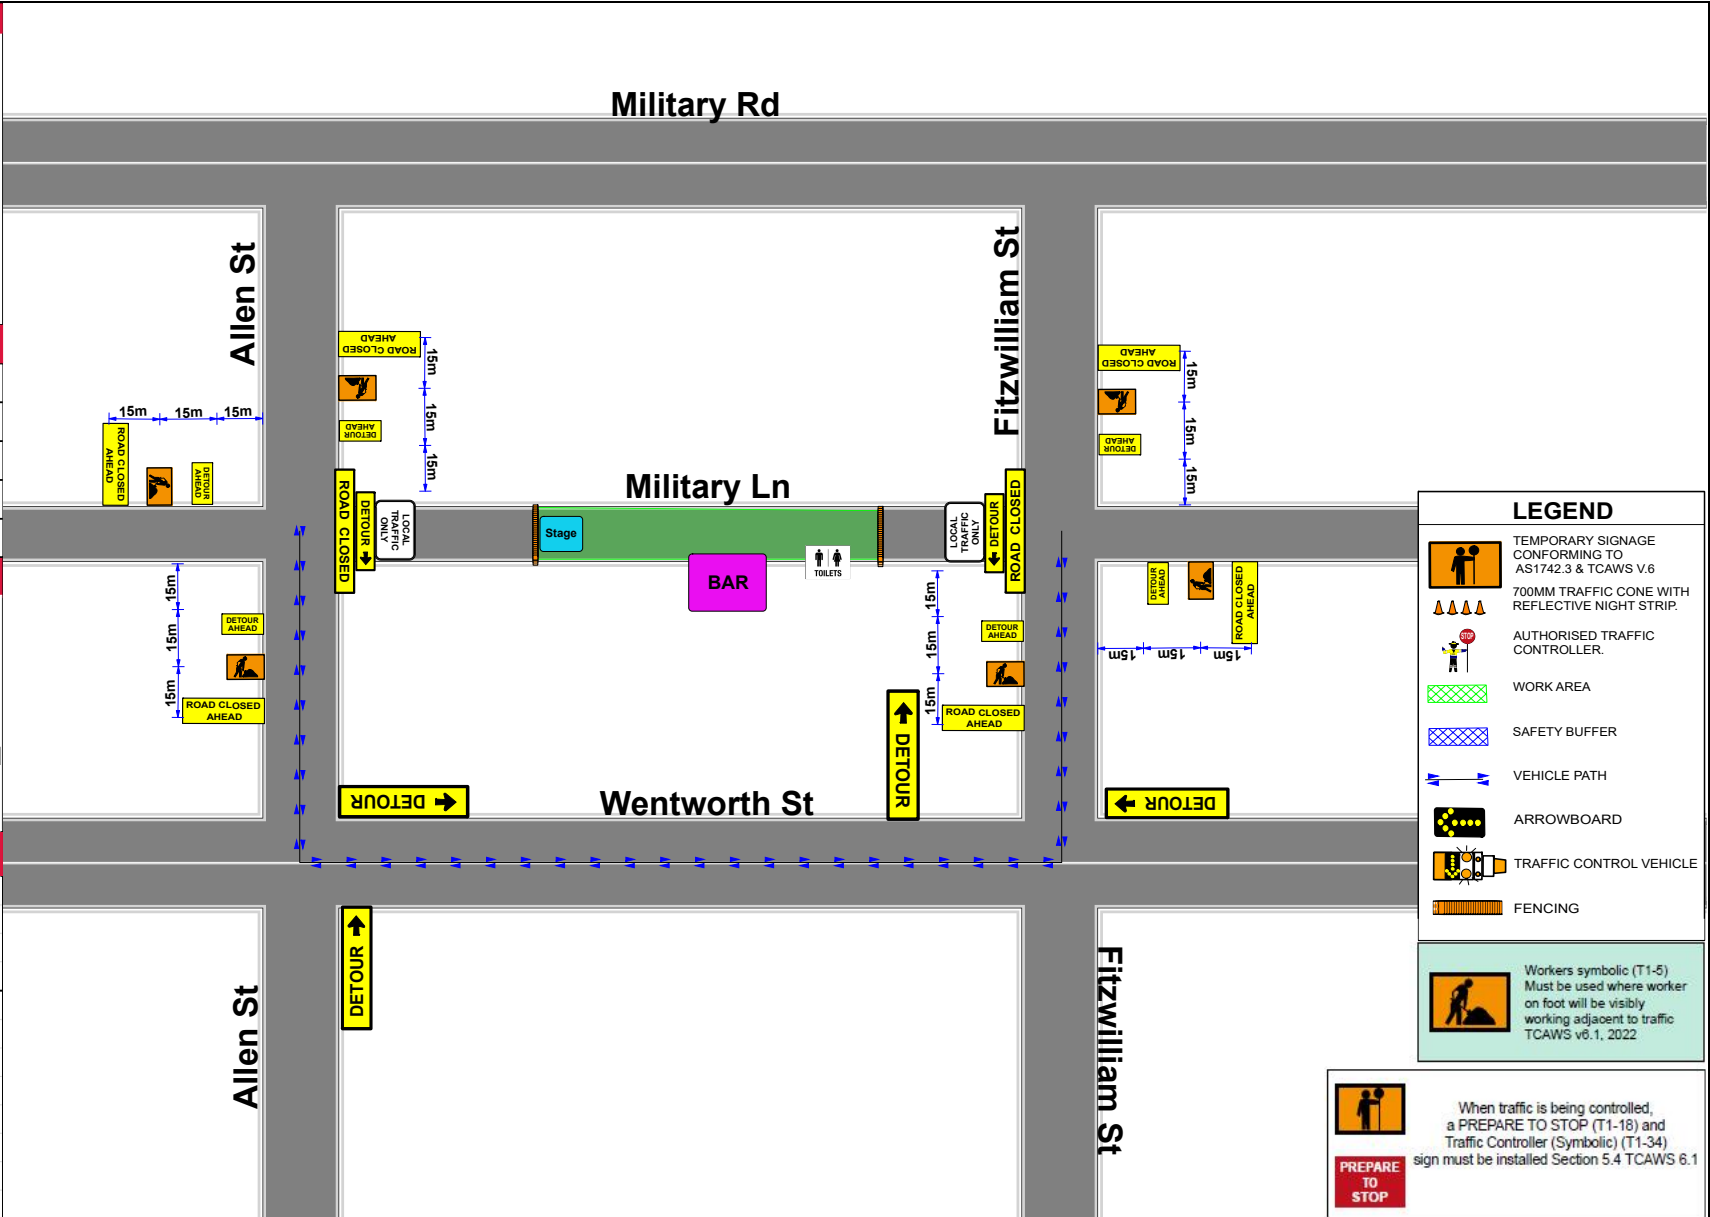 Military Rd
Allen St
Fitzwilliam St
ROAD CLOSED
AHEAD
15m
DETOUR
AHEAD
15m
15m
ROAD CLOSED
AHEAD
15m
DETOUR
AHEAD
15m
15m
15m
15m
15m
ROAD CLOSED
AHEAD
DETOUR
AHEAD
Military Ln
ROAD CLOSED
DETOUR
LOCAL
TRAFFIC
ONLY
Stage
BAR
TOILETS
LOCAL
TRAFFIC
ONLY
DETOUR
ROAD CLOSED
15m
15m
15m
DETOUR
AHEAD
ROAD CLOSED
AHEAD
15m
15m
15m
DETOUR
AHEAD
ROAD CLOSED
AHEAD
DETOUR
AHEAD
ROAD CLOSED
AHEAD
15m
15m
15m
DETOUR
Wentworth St
DETOUR
DETOUR
DETOUR
Allen St
Fitzwilliam St
LEGEND
TEMPORARY SIGNAGE
CONFORMING TO
AS1742.3 & TCAWS V.6
700MM TRAFFIC CONE WITH
REFLECTIVE NIGHT STRIP.
STOP
AUTHORISED TRAFFIC
CONTROLLER.
WORK AREA
SAFETY BUFFER
VEHICLE PATH
ARROWBOARD
TRAFFIC CONTROL VEHICLE
FENCING
Workers symbolic (T1-5)
Must be used where worker
on foot will be visibly
working adjacent to traffic
TCAWS v6.1, 2022
When traffic is being controlled,
a PREPARE TO STOP (T1-18) and
Traffic Controller (Symbolic) (T1-34)
sign must be installed Section 5.4 TCAWS 6.1
PREPARE
TO
STOP